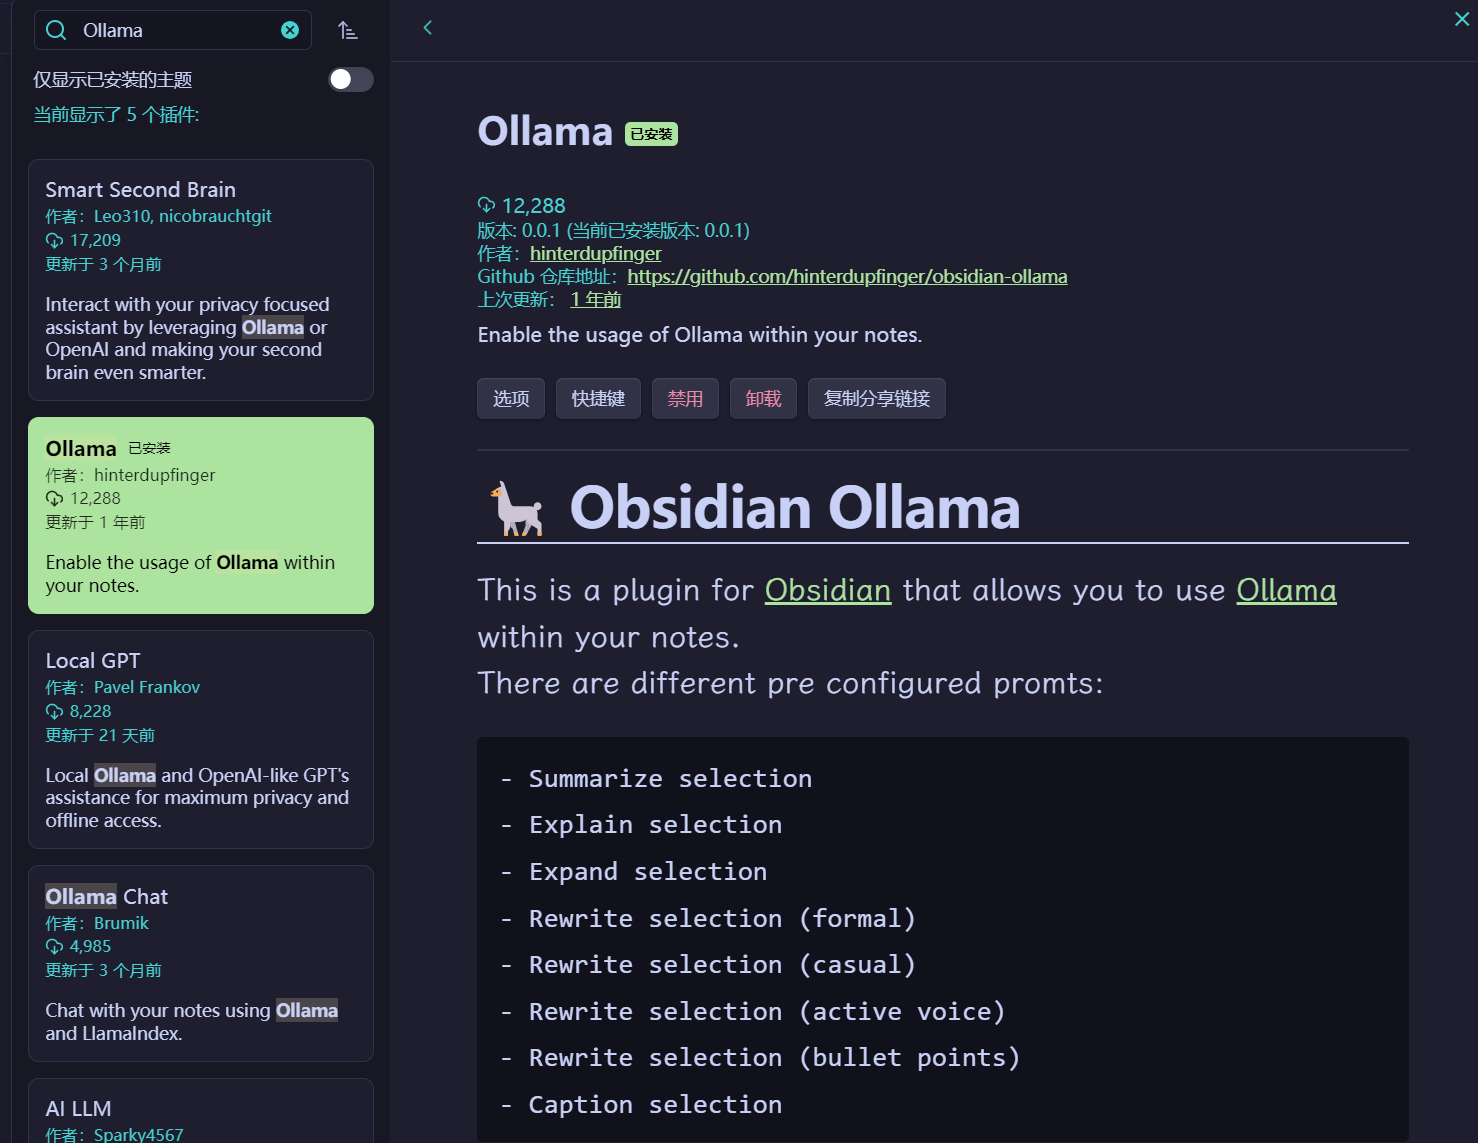 Ollama
仅显示已安装的主题
当前显示了 5 个插件:
Smart Second Brain
作者：Leo310, nicobrauchtgit
17,209
更新于 3 个月前
Interact with your privacy focused
assistant by leveraging Ollama or
OpenAI and making your second
brain even smarter.
Ollama 已安装
作者：hinterdupfinger
12,288
更新于 1 年前
Enable the usage of Ollama within
your notes.
Local GPT
作者：Pavel Frankov
8,228
更新于 21 天前
Local Ollama and OpenAI-like GPT's
assistance for maximum privacy and
offline access.
Ollama Chat
作者：Brumik
4,985
更新于 3 个月前
Chat with your notes using Ollama
and LlamaIndex.
AI LLM
作者：Sparky4567
Ollama 已安装
12,288
版本: 0.0.1 (当前已安装版本: 0.0.1)
作者：hinterdupfinger
Github 仓库地址：https://github.com/hinterdupfinger/obsidian-ollama
上次更新： 1 年前
Enable the usage of Ollama within your notes.
选项 快捷键 禁用 卸载 复制分享链接
Obsidian Ollama
This is a plugin for Obsidian that allows you to use Ollama
within your notes.
There are different pre configured promts:
- Summarize selection
- Explain selection
- Expand selection
- Rewrite selection (formal)
- Rewrite selection (casual)
- Rewrite selection (active voice)
- Rewrite selection (bullet points)
- Caption selection